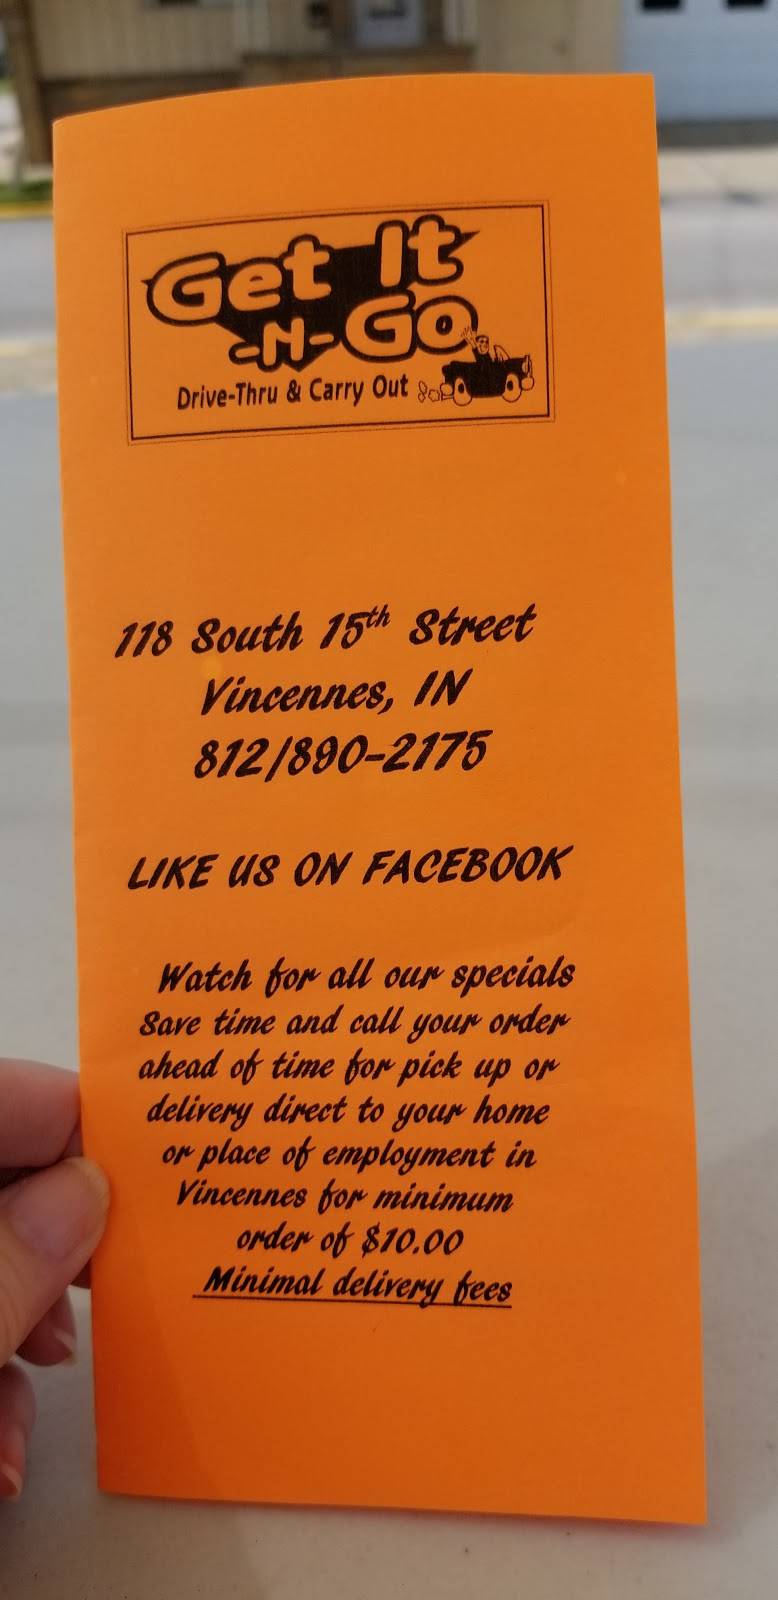 Get It
-N-GO
Drive-Thru & Carry Out
118 South 15th Street
Vincennes, IN
812/890-2175
LIKE US ON FACEBOOK
Watch for all our specials
Save time and call your order
ahead of time for pick up or
delivery direct to your home
or place of employment in
Vincennes for minimum
order of $10.00
Minimal delivery fees